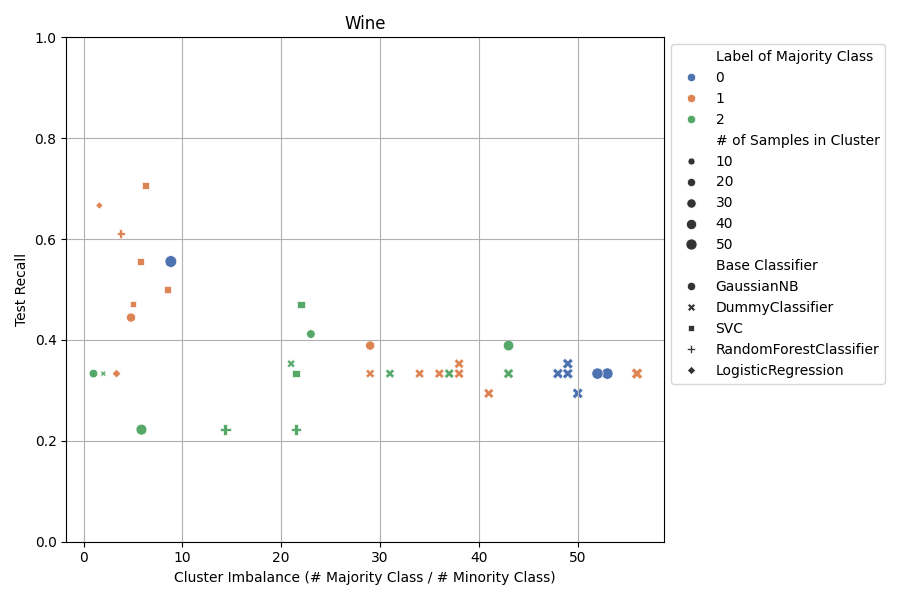 Wine
1.0
0.8
0.6
0.4
0.2
0.0
Test Recall
0 10 20 30 40 50
Cluster Imbalance (# Majority Class / # Minority Class)
Label of Majority Class
0
1
2
# of Samples in Cluster
10
20
30
40
50
Base Classifier
GaussianNB
DummyClassifier
SVC
RandomForestClassifier
LogisticRegression